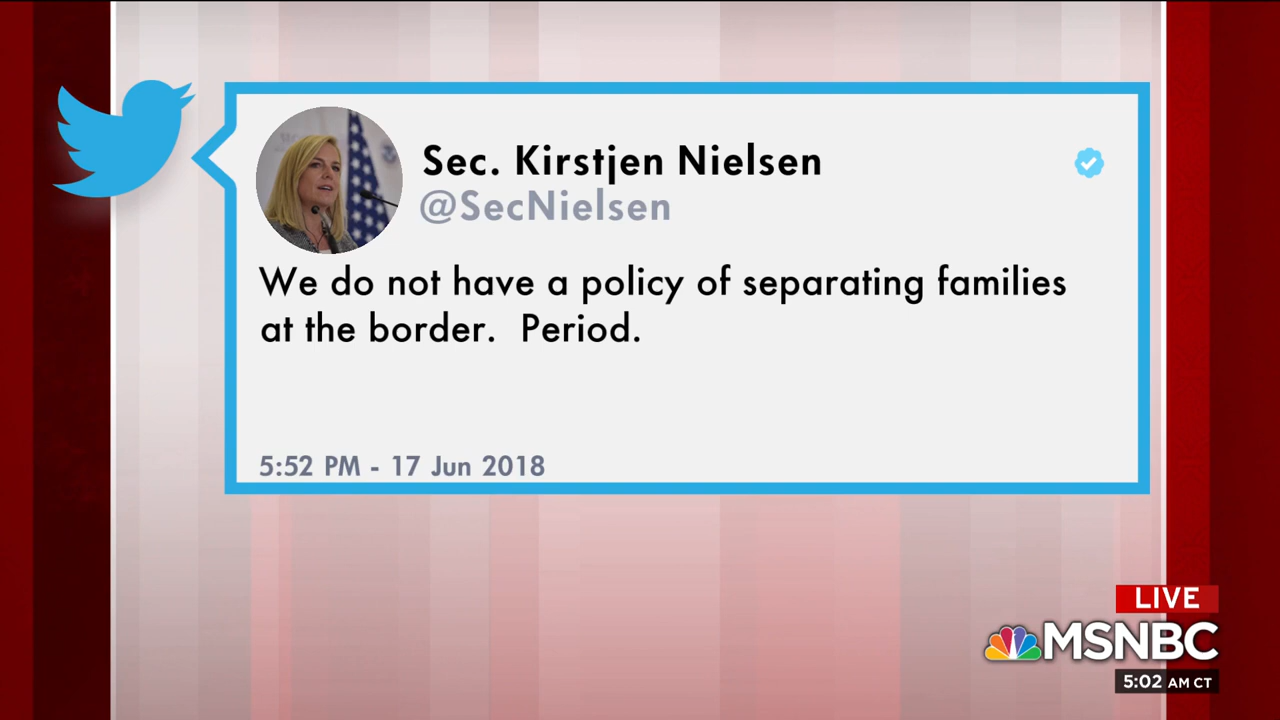 Sec. Kirstjen Nielsen
@SecNielsen
We do not have a policy of separating families
at the border.  Period.
5:52 PM - 17 Jun 2018
LIVE
MSNBC
5:02 AM CT